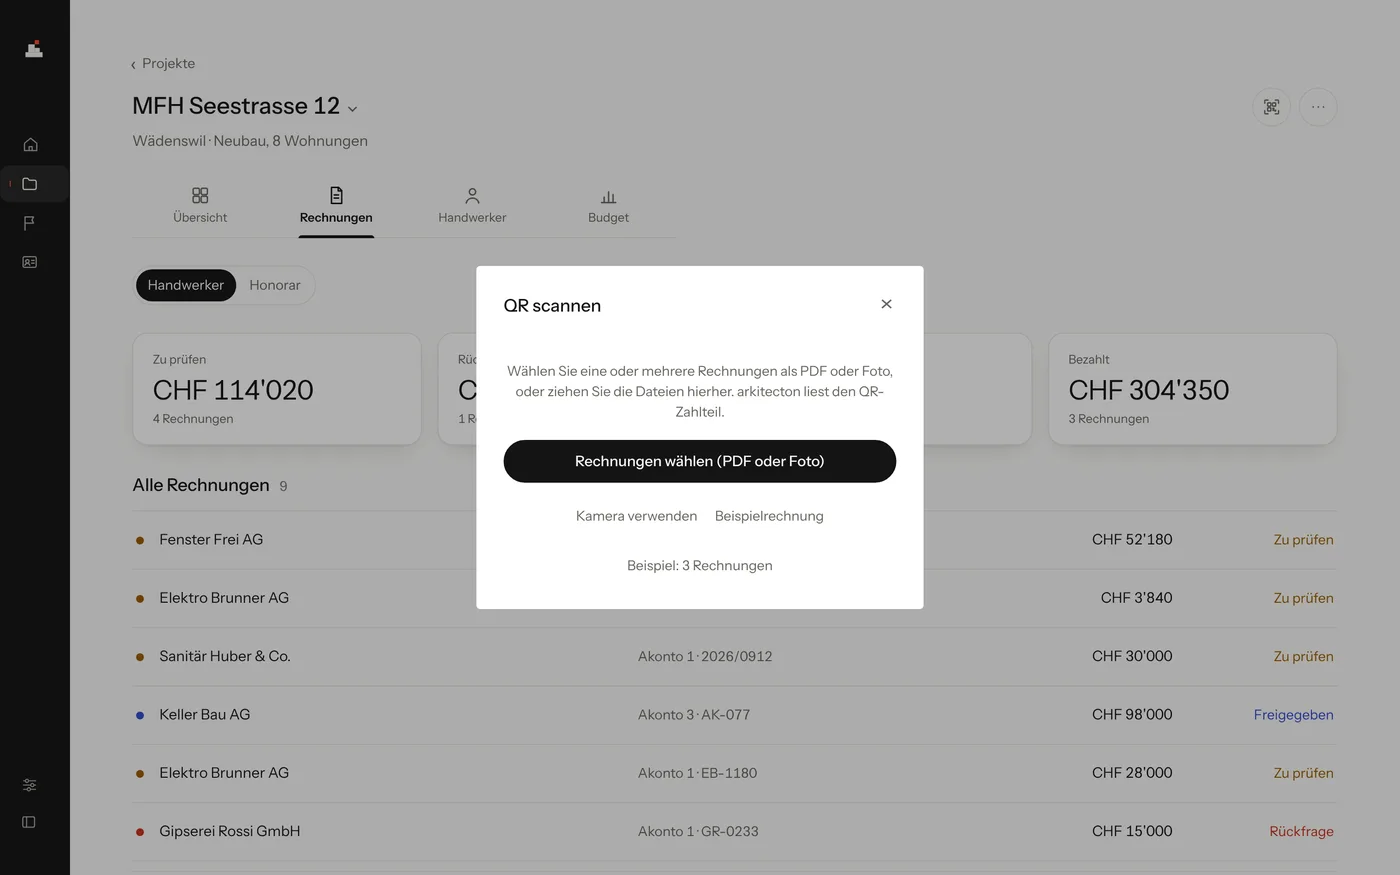 Projekte
MFH Seestrasse 12
Wädenswil · Neubau, 8 Wohnungen
Übersicht
Rechnungen
Handwerker
Budget
Handwerker
Honorar
Zu prüfen
CHF 114'020
4 Rechnungen
Bezahlt
CHF 304'350
3 Rechnungen
QR scannen
Wählen Sie eine oder mehrere Rechnungen als PDF oder Foto,
oder ziehen Sie die Dateien hierher. arkitecton liest den QR-
Zahlteil.
Rechnungen wählen (PDF oder Foto)
Kamera verwenden
Beispielrechnung
Beispiel: 3 Rechnungen
Alle Rechnungen 9
Fenster Frei AG CHF 52'180 Zu prüfen
Elektro Brunner AG CHF 3'840 Zu prüfen
Sanitär Huber & Co. Akonto 1 · 2026/0912 CHF 30'000 Zu prüfen
Keller Bau AG Akonto 3 · AK-077 CHF 98'000 Freigegeben
Elektro Brunner AG Akonto 1 · EB-1180 CHF 28'000 Zu prüfen
Gipserei Rossi GmbH Akonto 1 · GR-0233 CHF 15'000 Rückfrage